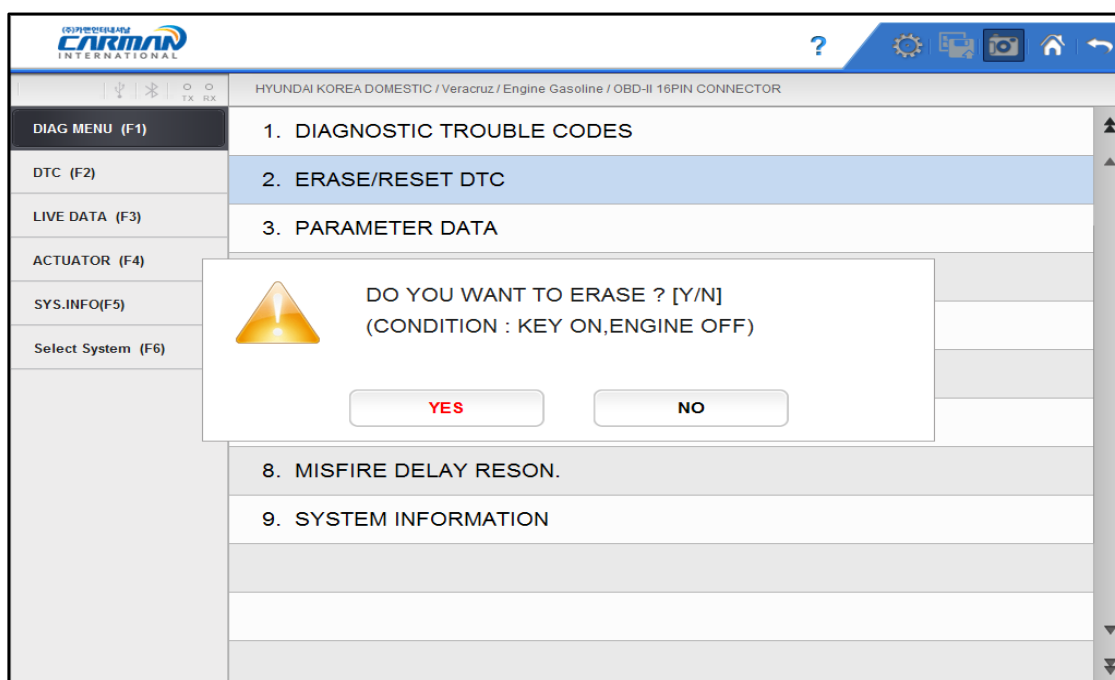 (주)카맨인터내셔날
CARMAN
INTERNATIONAL
?
TX RX
HYUNDAI KOREA DOMESTIC / Veracruz / Engine Gasoline / OBD-II 16PIN CONNECTOR
DIAG MENU (F1)
DTC (F2)
LIVE DATA (F3)
ACTUATOR (F4)
SYS.INFO(F5)
Select System (F6)
1. DIAGNOSTIC TROUBLE CODES
2. ERASE/RESET DTC
3. PARAMETER DATA
DO YOU WANT TO ERASE ? [Y/N]
(CONDITION : KEY ON,ENGINE OFF)
YES
NO
8. MISFIRE DELAY RESON.
9. SYSTEM INFORMATION